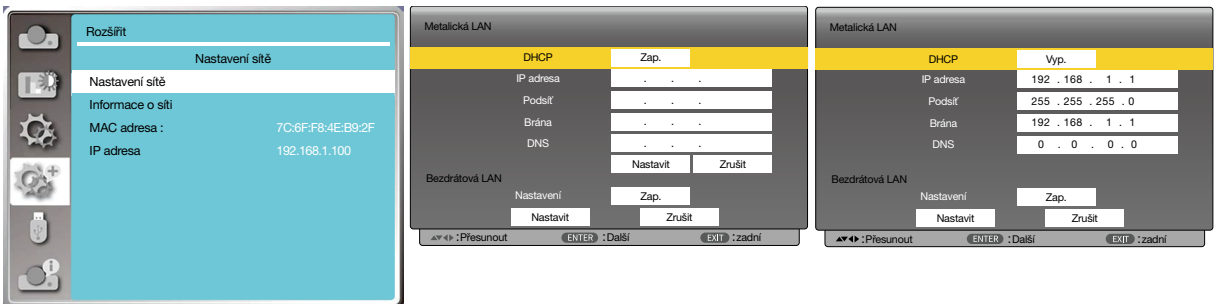 Rozšířit
Nastavení sítě
Nastavení sítě
Informace o síti
MAC adresa : 7C:6F:F8:4E:B9:2F
IP adresa 192.168.1.100
Metalická LAN
DHCP Zap.
IP adresa . . .
Podsíť . . .
Brána . . .
DNS . . .
Nastavit Zrušit
Bezdrátová LAN
Nastavení Zap.
Nastavit Zrušit
:Přesunout ENTER :Další EXIT :zadní
Metalická LAN
DHCP Vyp.
IP adresa 192 . 168 . 1 . 1
Podsíť 255 . 255 . 255 . 0
Brána 192 . 168 . 1 . 1
DNS 0 . 0 . 0 . 0
Bezdrátová LAN
Nastavení Zap.
Nastavit Zrušit
:Přesunout ENTER :Další EXIT :zadní